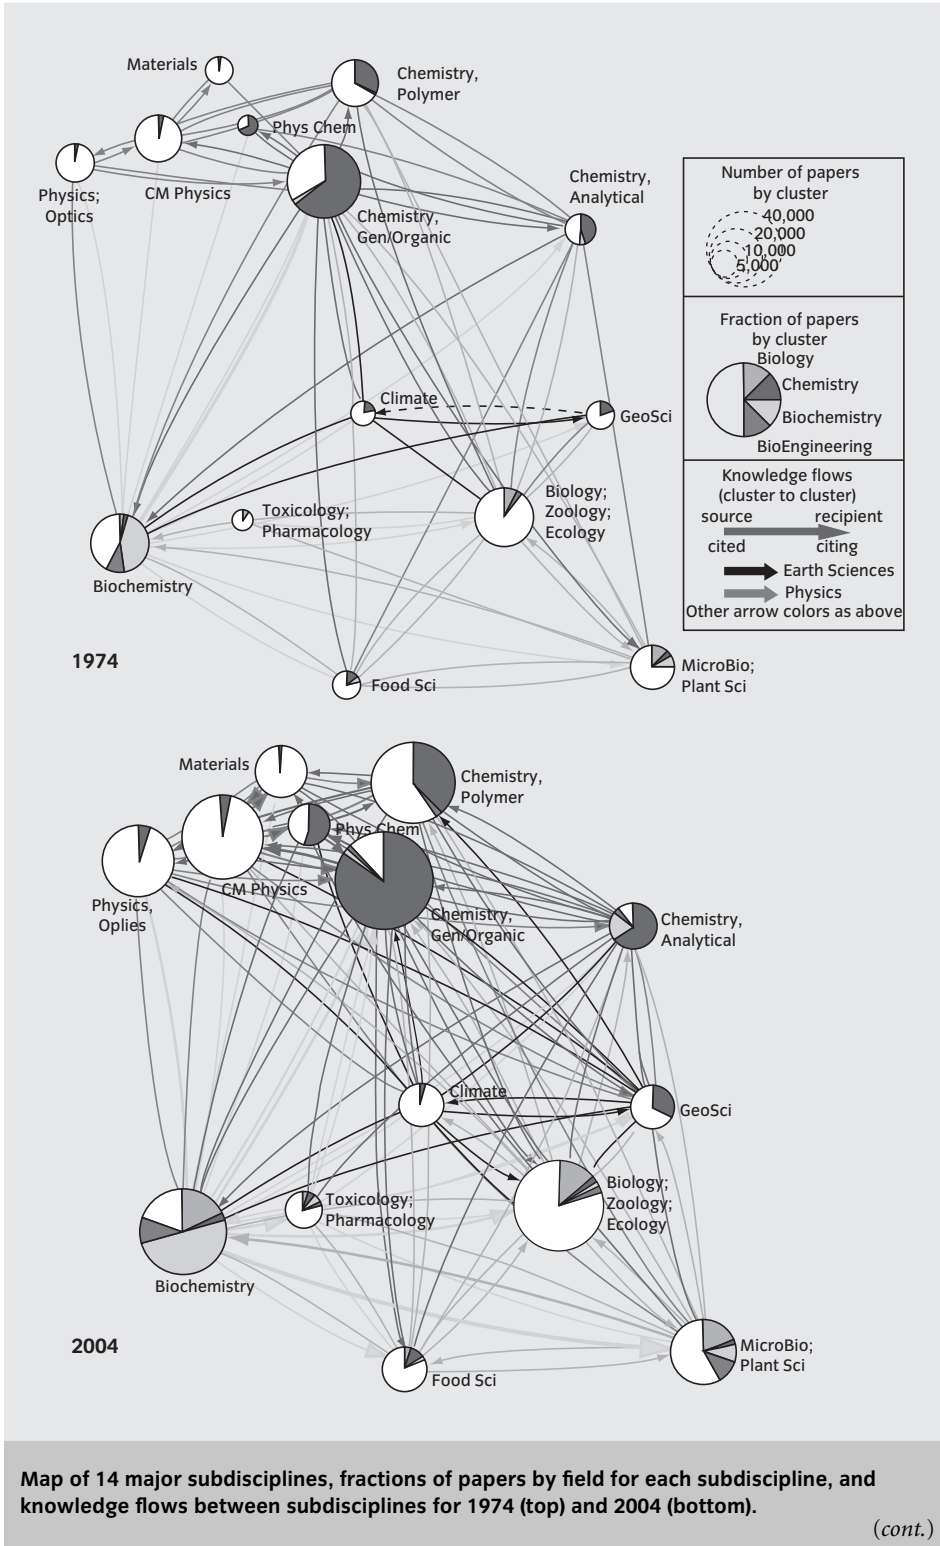 Materials
Chemistry,
Polymer
Phys Chem
Physics;
Optics
CM Physics
Chemistry,
Gen/Organic
Chemistry,
Analytical
Number of papers
by cluster
40,000
20,000
10,000
5,000
Fraction of papers
by cluster
Biology
Chemistry
Biochemistry
BioEngineering
Knowledge flows
(cluster to cluster)
source recipient
cited citing
Earth Sciences
Physics
Other arrow colors as above
Climate
GeoSci
Biology;
Zoology;
Ecology
Toxicology;
Pharmacology
Biochemistry
1974
Food Sci
MicroBio;
Plant Sci
Materials
Chemistry,
Polymer
Phys Chem
CM Physics
Physics,
Oplies
Chemistry,
Gen/Organic
Chemistry,
Analytical
Climate
GeoSci
Biology;
Zoology;
Ecology
Toxicology;
Pharmacology
Biochemistry
2004
Food Sci
MicroBio;
Plant Sci
Map of 14 major subdisciplines, fractions of papers by field for each subdiscipline, and
knowledge flows between subdisciplines for 1974 (top) and 2004 (bottom).
(cont.)